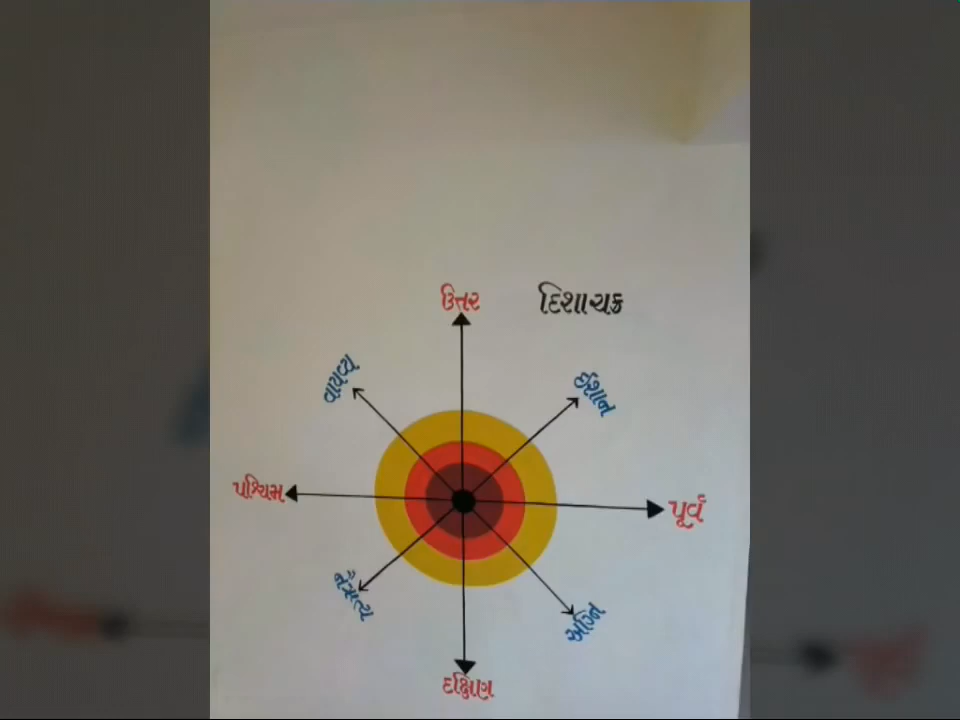 ઉત્તર
દિશાચક્ર
વાયવ્ય
ઈશાન
પશ્ચિમ
પૂર્વ
નૈઋત્ય
અગ્નિ
દક્ષિણ